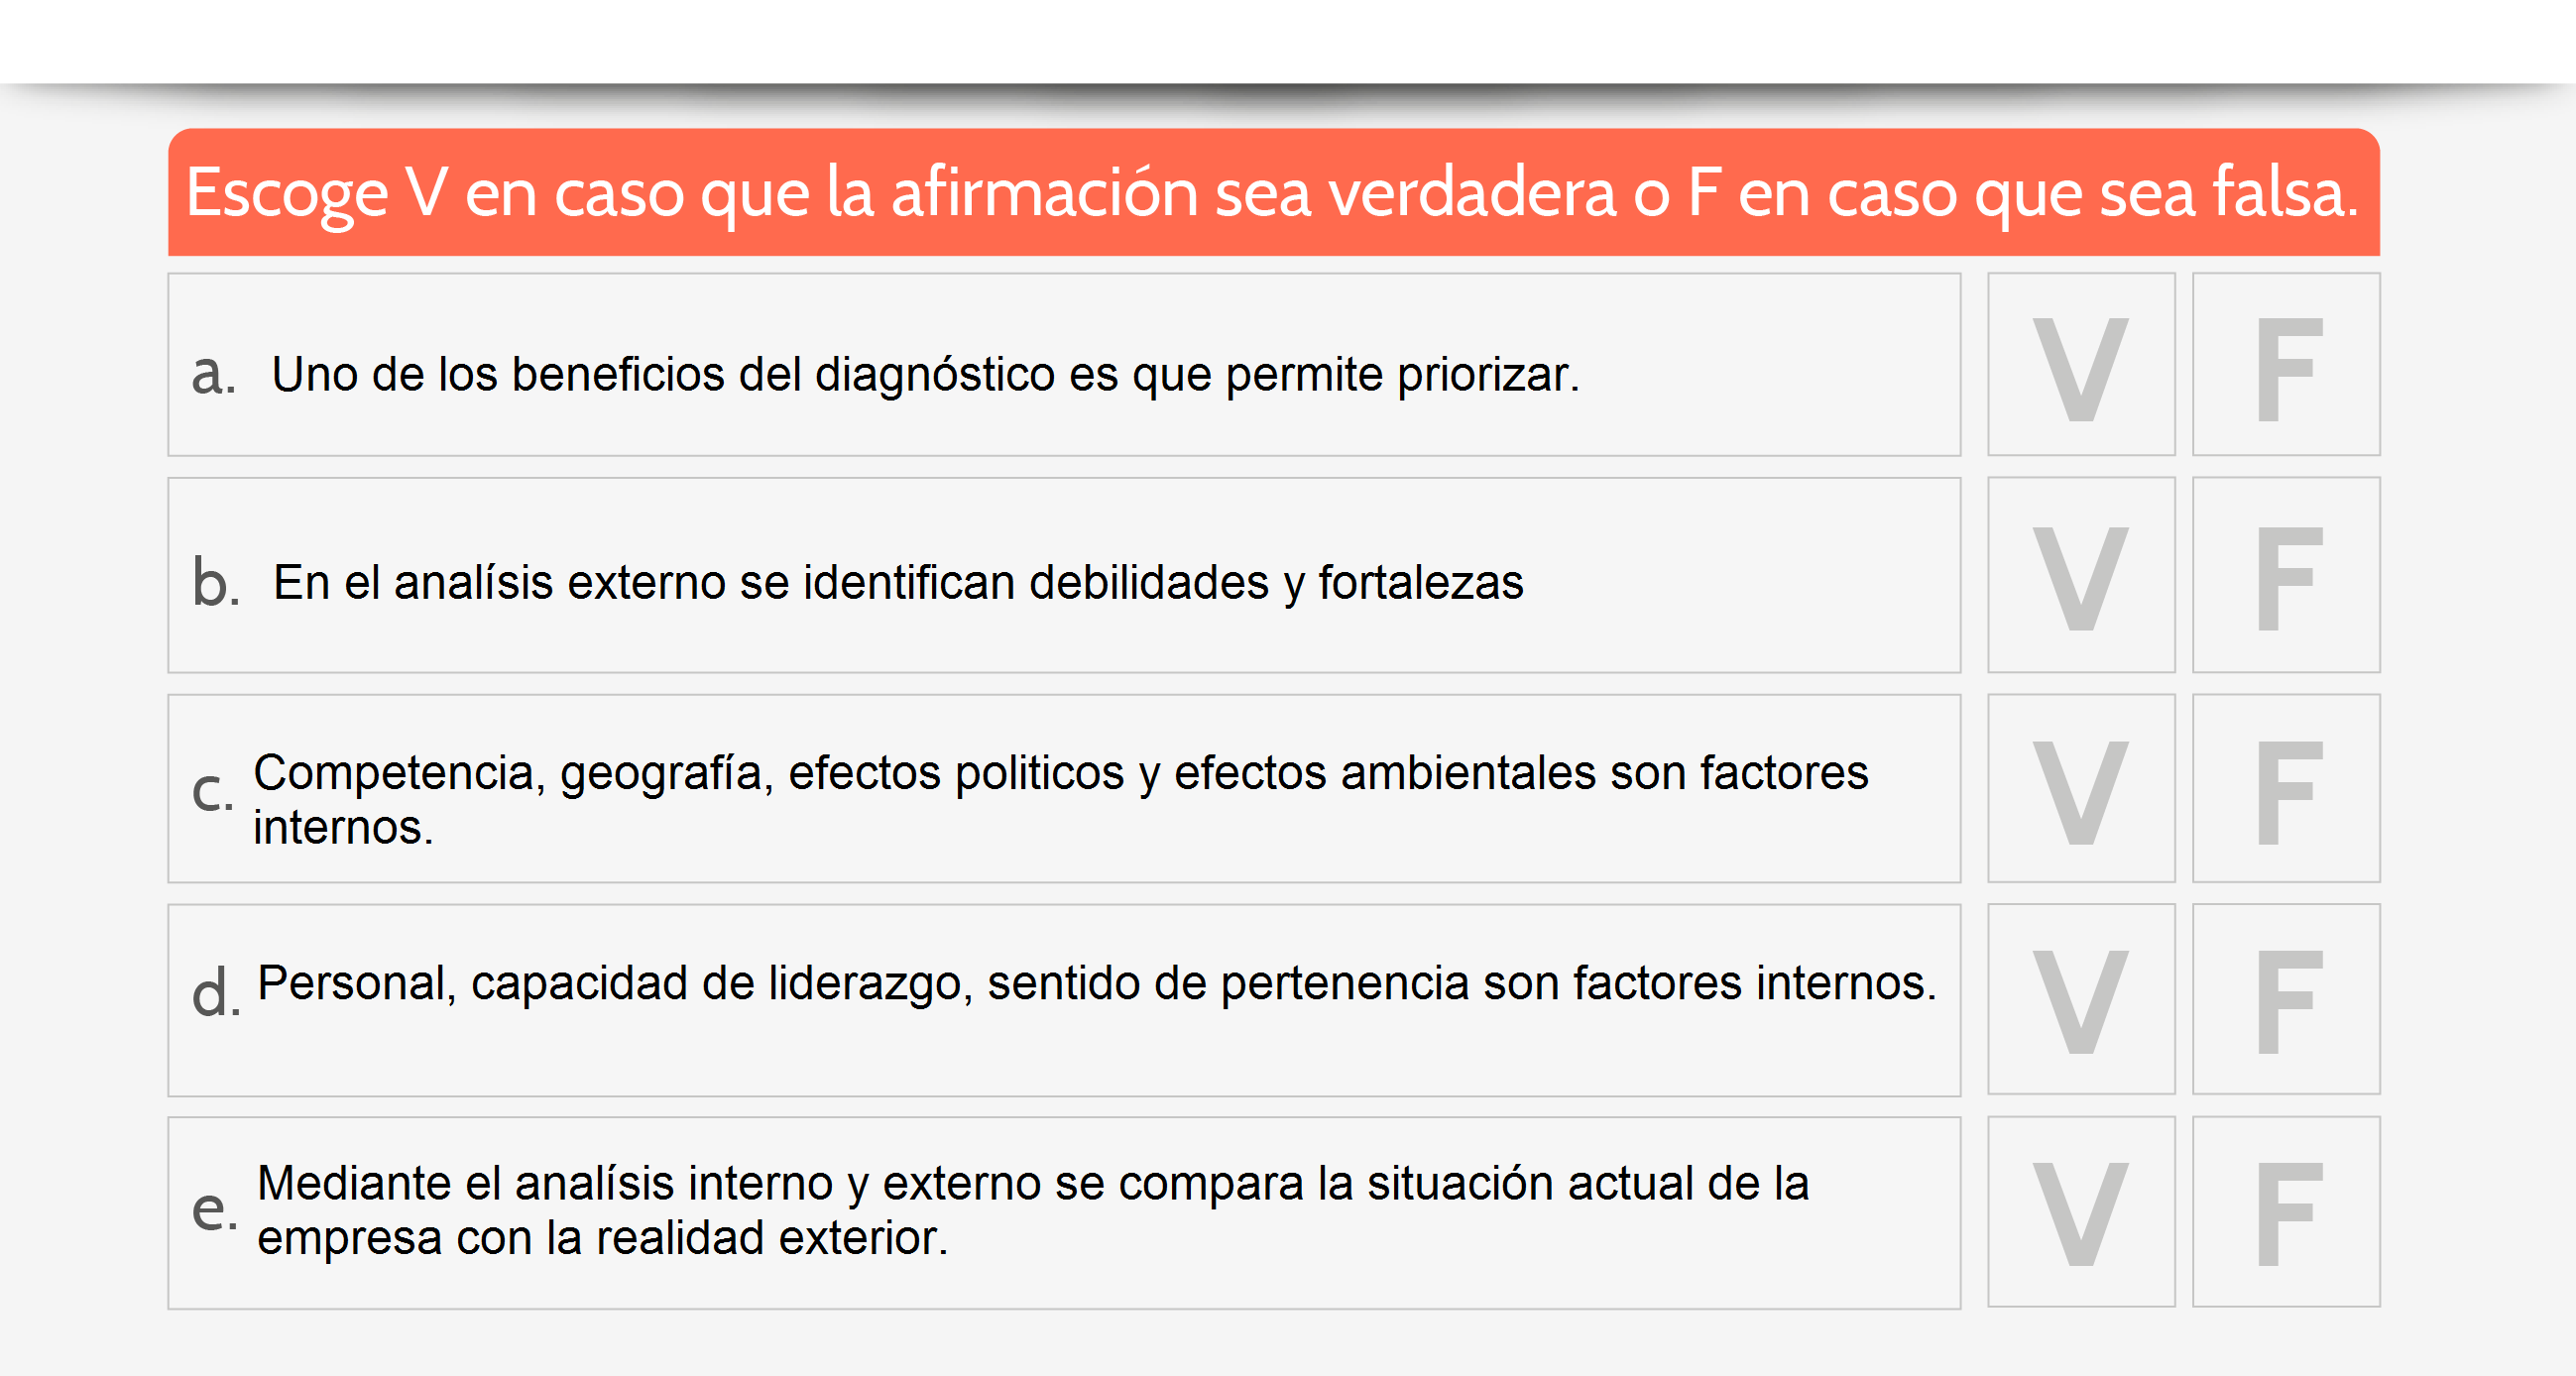 Escoge V en caso que la afirmación sea verdadera o F en caso que sea falsa.
a. Uno de los beneficios del diagnóstico es que permite priorizar. V F
b. En el analísis externo se identifican debilidades y fortalezas V F
c. Competencia, geografía, efectos politicos y efectos ambientales son factores
internos. V F
d. Personal, capacidad de liderazgo, sentido de pertenencia son factores internos. V F
e. Mediante el analísis interno y externo se compara la situación actual de la
empresa con la realidad exterior. V F